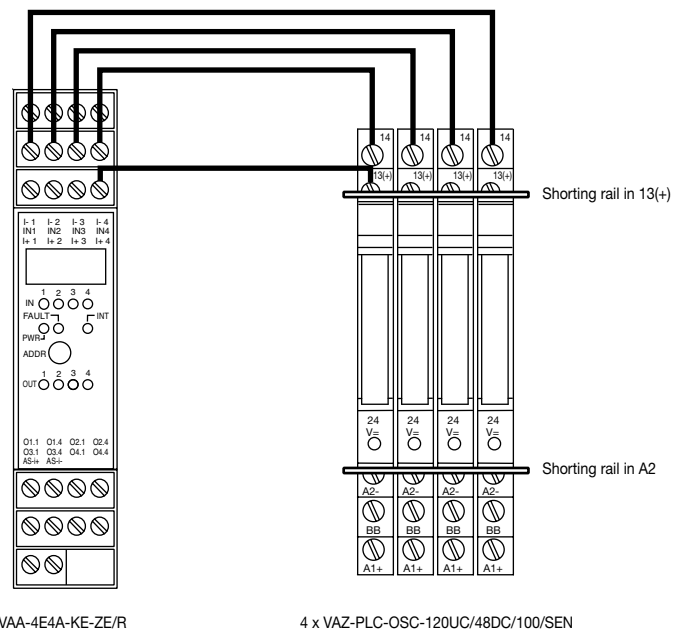 14 14 14 14
13(+) 13(+) 13(+) 13(+)
Shorting rail in 13(+)
I- 1 I- 2 I- 3 I- 4
IN1 IN2 IN3 IN4
I+ 1 I+ 2 I+ 3 I+ 4
1 2 3 4
IN
FAULT INT
PWR
ADDR
1 2 3 4
OUT
24 24 24 24
V= V= V= V=
O1.1 O1.4 O2.1 O2.4
O3.1 O3.4 O4.1 O4.4
AS-i+ AS-i-
Shorting rail in A2
A2- A2- A2- A2-
BB BB BB BB
A1+ A1+ A1+ A1+
VAA-4E4A-KE-ZE/R
4 x VAZ-PLC-OSC-120UC/48DC/100/SEN